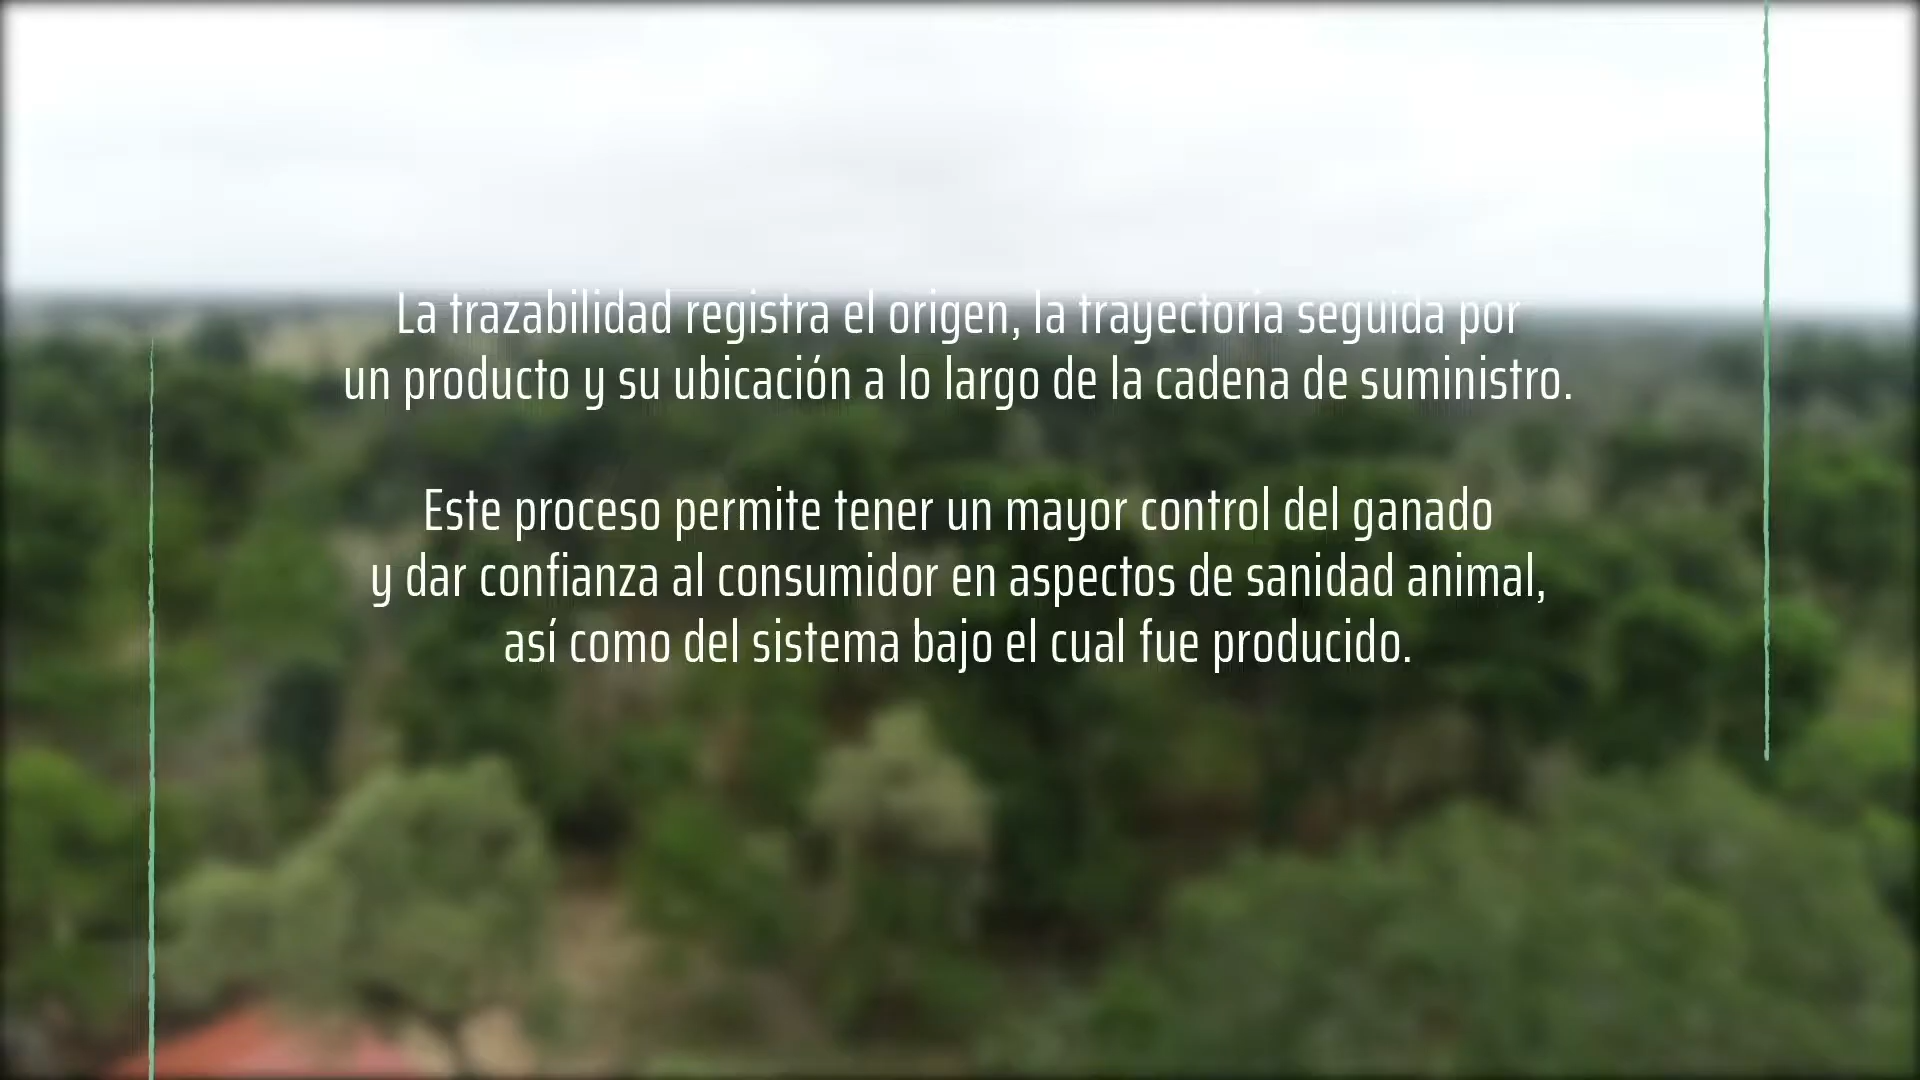 La trazabilidad registra el origen, la trayectoria seguida por
un producto y su ubicación a lo largo de la cadena de suministro.
Este proceso permite tener un mayor control del ganado
y dar confianza al consumidor en aspectos de sanidad animal,
así como del sistema bajo el cual fue producido.